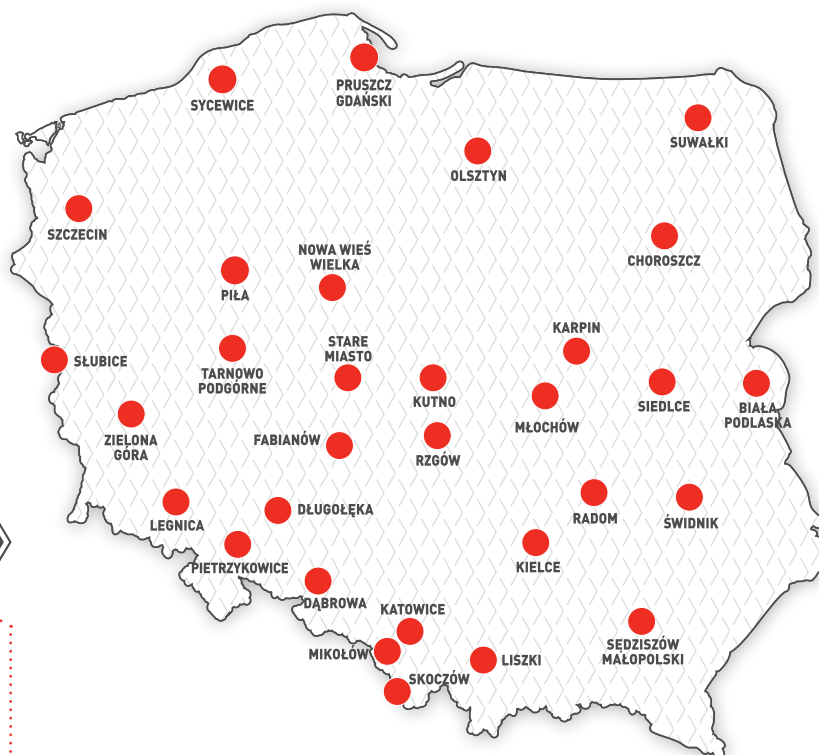 SYCEWICE
PRUSZCZ
GDAŃSKI
SUWAŁKI
OLSZTYN
SZCZECIN
CHOROSZCZ
NOWA WIEŚ
WIELKA
PIŁA
KARPIN
STARE
MIASTO
SŁUBICE
TARNOWO
PODGÓRNE
KUTNO
SIEDLCE
BIAŁA
PODLASKA
MŁOCHÓW
ZIELONA
GÓRA
FABIANÓW
RZGÓW
LEGNICA
DŁUGOŁĘKA
RADOM
ŚWIDNIK
PIETRZYKOWICE
KIELCE
DĄBROWA
KATOWICE
MIKOŁÓW
LISZKI
SĘDZISZÓW
MAŁOPOLSKI
SKOCZÓW